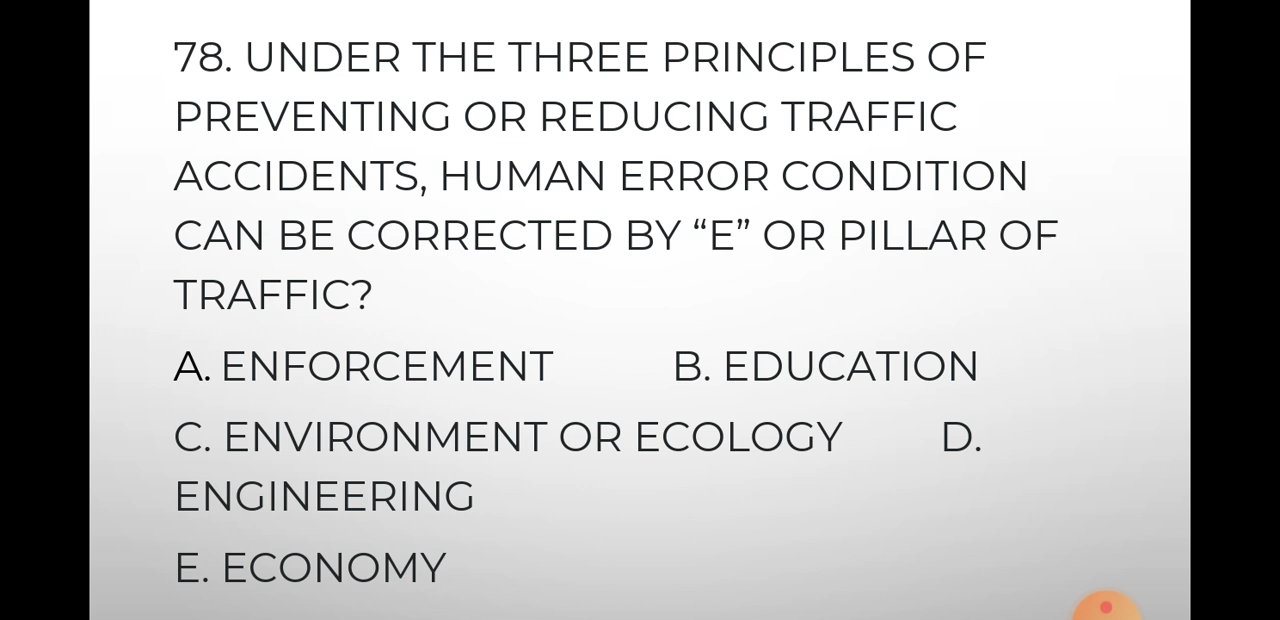 78. UNDER THE THREE PRINCIPLES OF
PREVENTING OR REDUCING TRAFFIC
ACCIDENTS, HUMAN ERROR CONDITION
CAN BE CORRECTED BY “E” OR PILLAR OF
TRAFFIC?
A. ENFORCEMENT B. EDUCATION
C. ENVIRONMENT OR ECOLOGY D.
ENGINEERING
E. ECONOMY